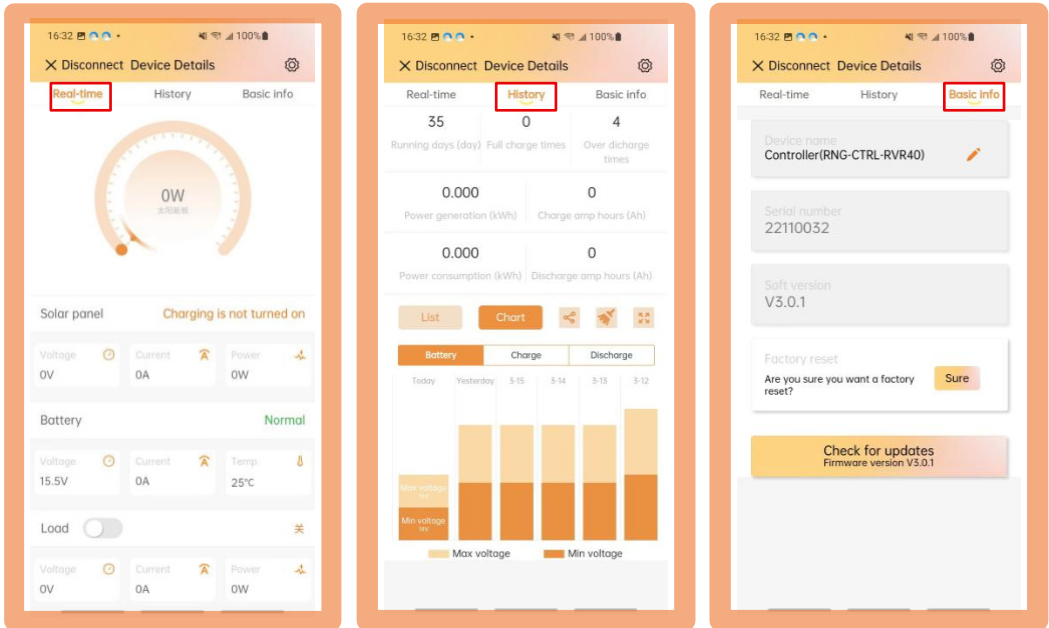 16:32
100%
Disconnect Device Details
Real-time History Basic info
0W
太阳能板
Solar panel Charging is not turned on
Voltage Current Power
0V 0A 0W
Battery Normal
Voltage Current Temp
15.5V 0A 25℃
Load 关
Voltage Current Power
0V 0A 0W
16:32
100%
Disconnect Device Details
Real-time History Basic info
35 0 4
Running days (day) Full charge times Over dicharge
times
0.000 0
Power generation (kWh) Charge amp hours (Ah)
0.000 0
Power consumption (kWh) Discharge amp hours (Ah)
List Chart
Battery Charge Discharge
Today Yesterday 3-15 3-14 3-13 3-12
Max voltage
Min voltage
Max voltage Min voltage
16:32
100%
Disconnect Device Details
Real-time History Basic info
Device name
Controller(RNG-CTRL-RVR40)
Serial number
22110032
Soft version
V3.0.1
Factory reset
Are you sure you want a factory
reset?
Sure
Check for updates
Firmware version V3.0.1